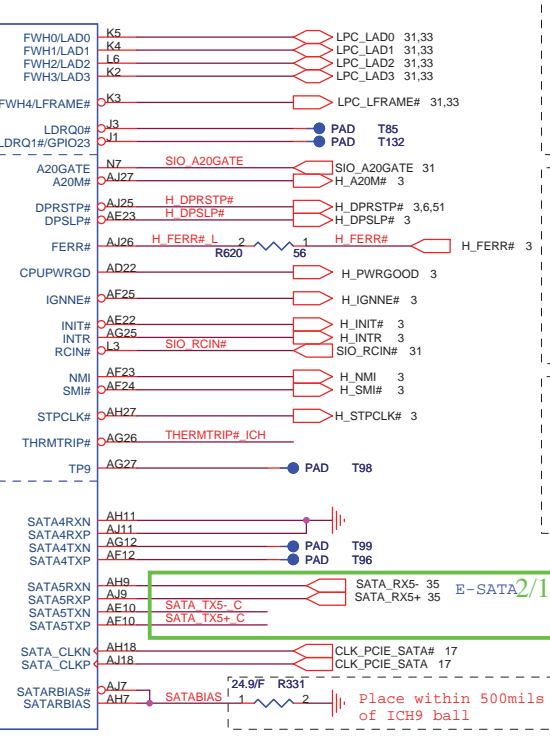 FWH0/LAD0 K5 LPC_LAD0 31,33
FWH1/LAD1 K4 LPC_LAD1 31,33
FWH2/LAD2 L6 LPC_LAD2 31,33
FWH3/LAD3 K2 LPC_LAD3 31,33
FWH4/LFRAME# K3 LPC_LFRAME# 31,33
LDRQ0# J3 PAD T85
LDRQ1#/GPIO23 J1 PAD T132
A20GATE N7 SIO_A20GATE SIO_A20GATE 31
A20M# AJ27 H_A20M# 3
DPRSTP# AJ25 H_DPRSTP# H_DPRSTP# 3,6,51
DPSLP# AE23 H_DPSLP# H_DPSLP# 3
FERR# AJ26 H_FERR#_L 2 1 H_FERR# H_FERR# 3
R620 56
CPUPWRGD AD22 H_PWRGOOD 3
IGNNE# AF25 H_IGNNE# 3
INIT# AE22 H_INIT# 3
INTR AG25 H_INTR 3
RCIN# L3 SIO_RCIN# SIO_RCIN# 31
NMI AF23 H_NMI 3
SMI# AF24 H_SMI# 3
STPCLK# AH27 H_STPCLK# 3
THRMTRIP# AG26 THERMTRIP#_ICH
TP9 AG27 PAD T98
SATA4RXN AH11
SATA4RXP AJ11
SATA4TXN AG12 PAD T99
SATA4TXP AF12 PAD T96
SATA5RXN AH9 SATA_RX5- 35
SATA5RXP AJ9 SATA_RX5+ 35
E-SATA 2/1
SATA5TXN AE10 SATA_TX5-_C
SATA5TXP AF10 SATA_TX5+_C
SATA_CLKN AH18 CLK_PCIE_SATA# 17
SATA_CLKP AJ18 CLK_PCIE_SATA 17
24.9/F R331
SATARBIAS# AJ7
SATARBIAS AH7 SATABIAS 1 2
Place within 500mils
of ICH9 ball